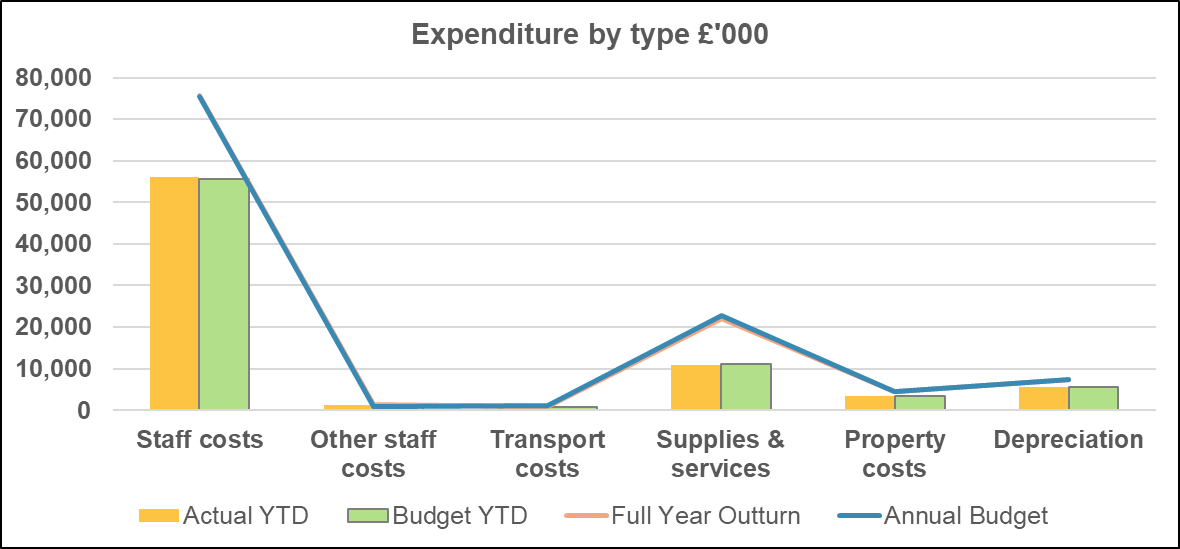 Expenditure by type £'000
80,000
70,000
60,000
50,000
40,000
30,000
20,000
10,000
0
Staff costs
Other staff
costs
Transport
costs
Supplies &
services
Property
costs
Depreciation
Actual YTD
Budget YTD
Full Year Outturn
Annual Budget